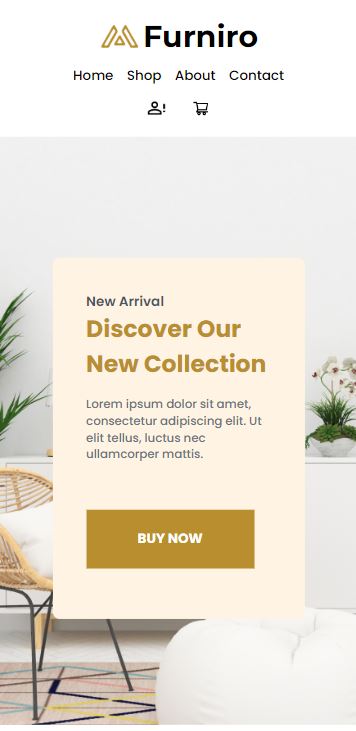 Furniro
Home Shop About Contact
New Arrival
Discover Our
New Collection
Lorem ipsum dolor sit amet,
consectetur adipiscing elit. Ut
elit tellus, luctus nec
ullamcorper mattis.
BUY NOW